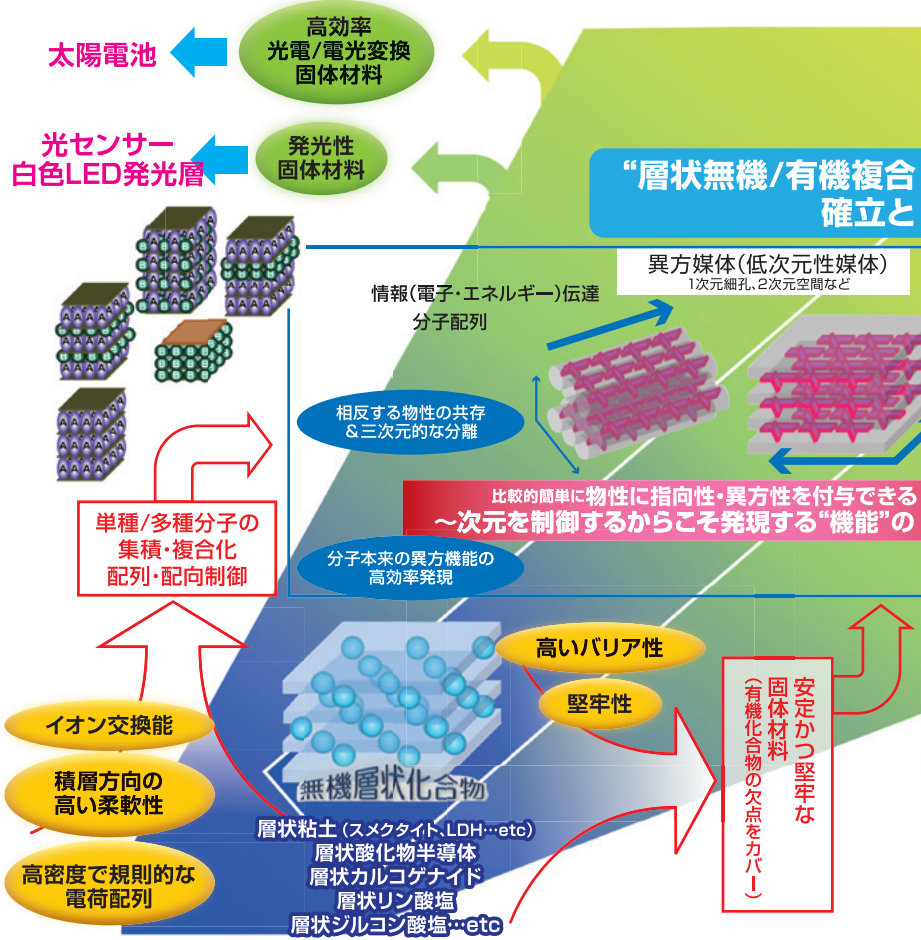 太陽電池
高効率
光電/電光変換
固体材料
光センサー
白色LED発光層
発光性
固体材料
“層状無機/有機複合
確立と
異方媒体(低次元性媒体)
1次元細孔、2次元空間など
情報(電子・エネルギー)伝達
分子配列
相反する物性の共存
&三次元的な分離
比較的簡単に物性に指向性・異方性を付与できる
～次元を制御するからこそ発現する“機能”の
単種/多種分子の
集積・複合化
配列・配向制御
分子本来の異方機能の
高効率発現
高いバリア性
堅牢性
安定かつ堅牢な
固体材料
(有機化合物の欠点をカバー)
イオン交換能
積層方向の
高い柔軟性
高密度で規則的な
電荷配列
無機層状化合物
層状粘土(スメクタイト、LDH…etc)
層状酸化物半導体
層状カルコゲナイド
層状リン酸塩
層状ジルコン酸塩…etc